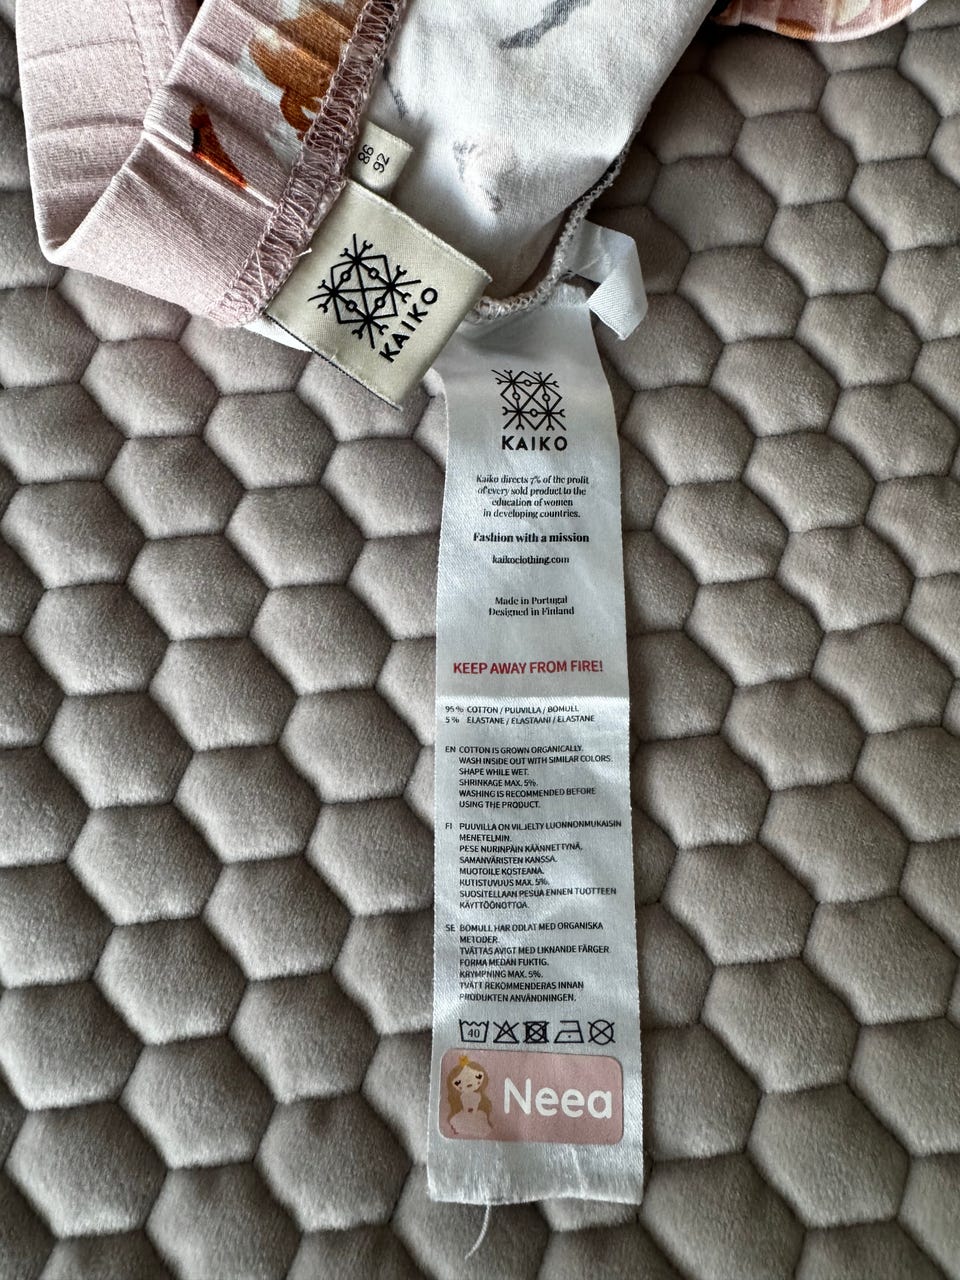 86
92
KAIKO
KAIKO
Kaiko directs 7% of the profit
of every sold product to the
education of women
in developing countries.
Fashion with a mission
kaikoclothing.com
Made in Portugal
Designed in Finland
KEEP AWAY FROM FIRE!
95 % COTTON / PUUVILLA / BOMULL
5 % ELASTANE / ELASTAANI / ELASTANE
EN COTTON IS GROWN ORGANICALLY.
WASH INSIDE OUT WITH SIMILAR COLORS.
SHAPE WHILE WET.
SHRINKAGE MAX. 5%.
WASHING IS RECOMMENDED BEFORE
USING THE PRODUCT.
FI PUUVILLA ON VILJELTY LUONNONMUKAISIN
MENETELMIN.
PESE NURINPÄIN KÄÄNNETTYNÄ,
SAMANVÄRISTEN KANSSA.
MUOTOILE KOSTEANA.
KUTISTUVUUS MAX. 5%.
SUOSITELLAAN PESUA ENNEN TUOTTEEN
KÄYTTÖÖNOTTOA.
SE BOMULL HAR ODLAT MED ORGANISKA
METODER.
TVÄTTAS AVIGT MED LIKNANDE FÄRGER.
FORMA MEDAN FUKTIG.
KRYMPNING MAX. 5%.
TVÄTT REKOMMENDERAS INNAN
PRODUKTEN ANVÄNDNINGEN.
40
Neea